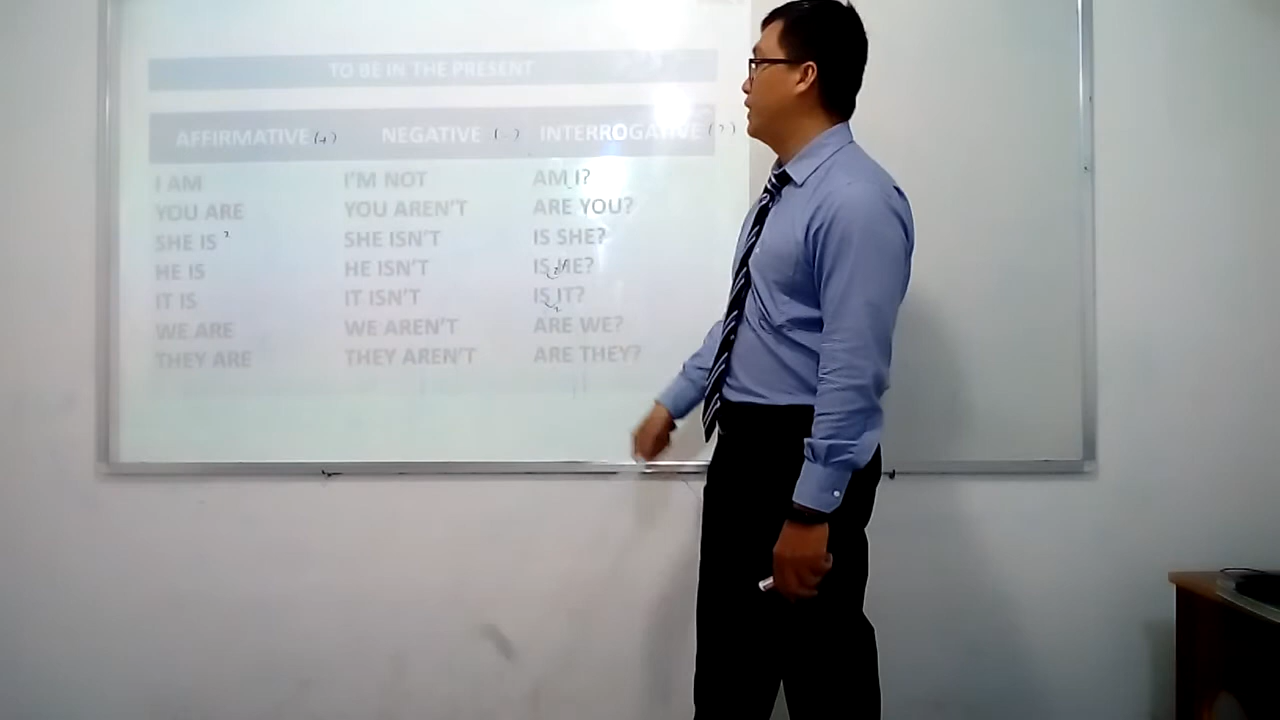 TO BE IN THE PRESENT
AFFIRMATIVE (+) NEGATIVE (-) INTERROGATIVE (?)
I AM I'M NOT AM I?
YOU ARE YOU AREN'T ARE YOU?
SHE IS SHE ISN'T IS SHE?
HE IS HE ISN'T IS HE?
IT IS IT ISN'T IS IT?
WE ARE WE AREN'T ARE WE?
THEY ARE THEY AREN'T ARE THEY?